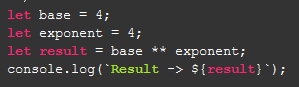 let base = 4;
let exponent = 4;
let result = base ** exponent;
console.log(`Result -> ${result}`);